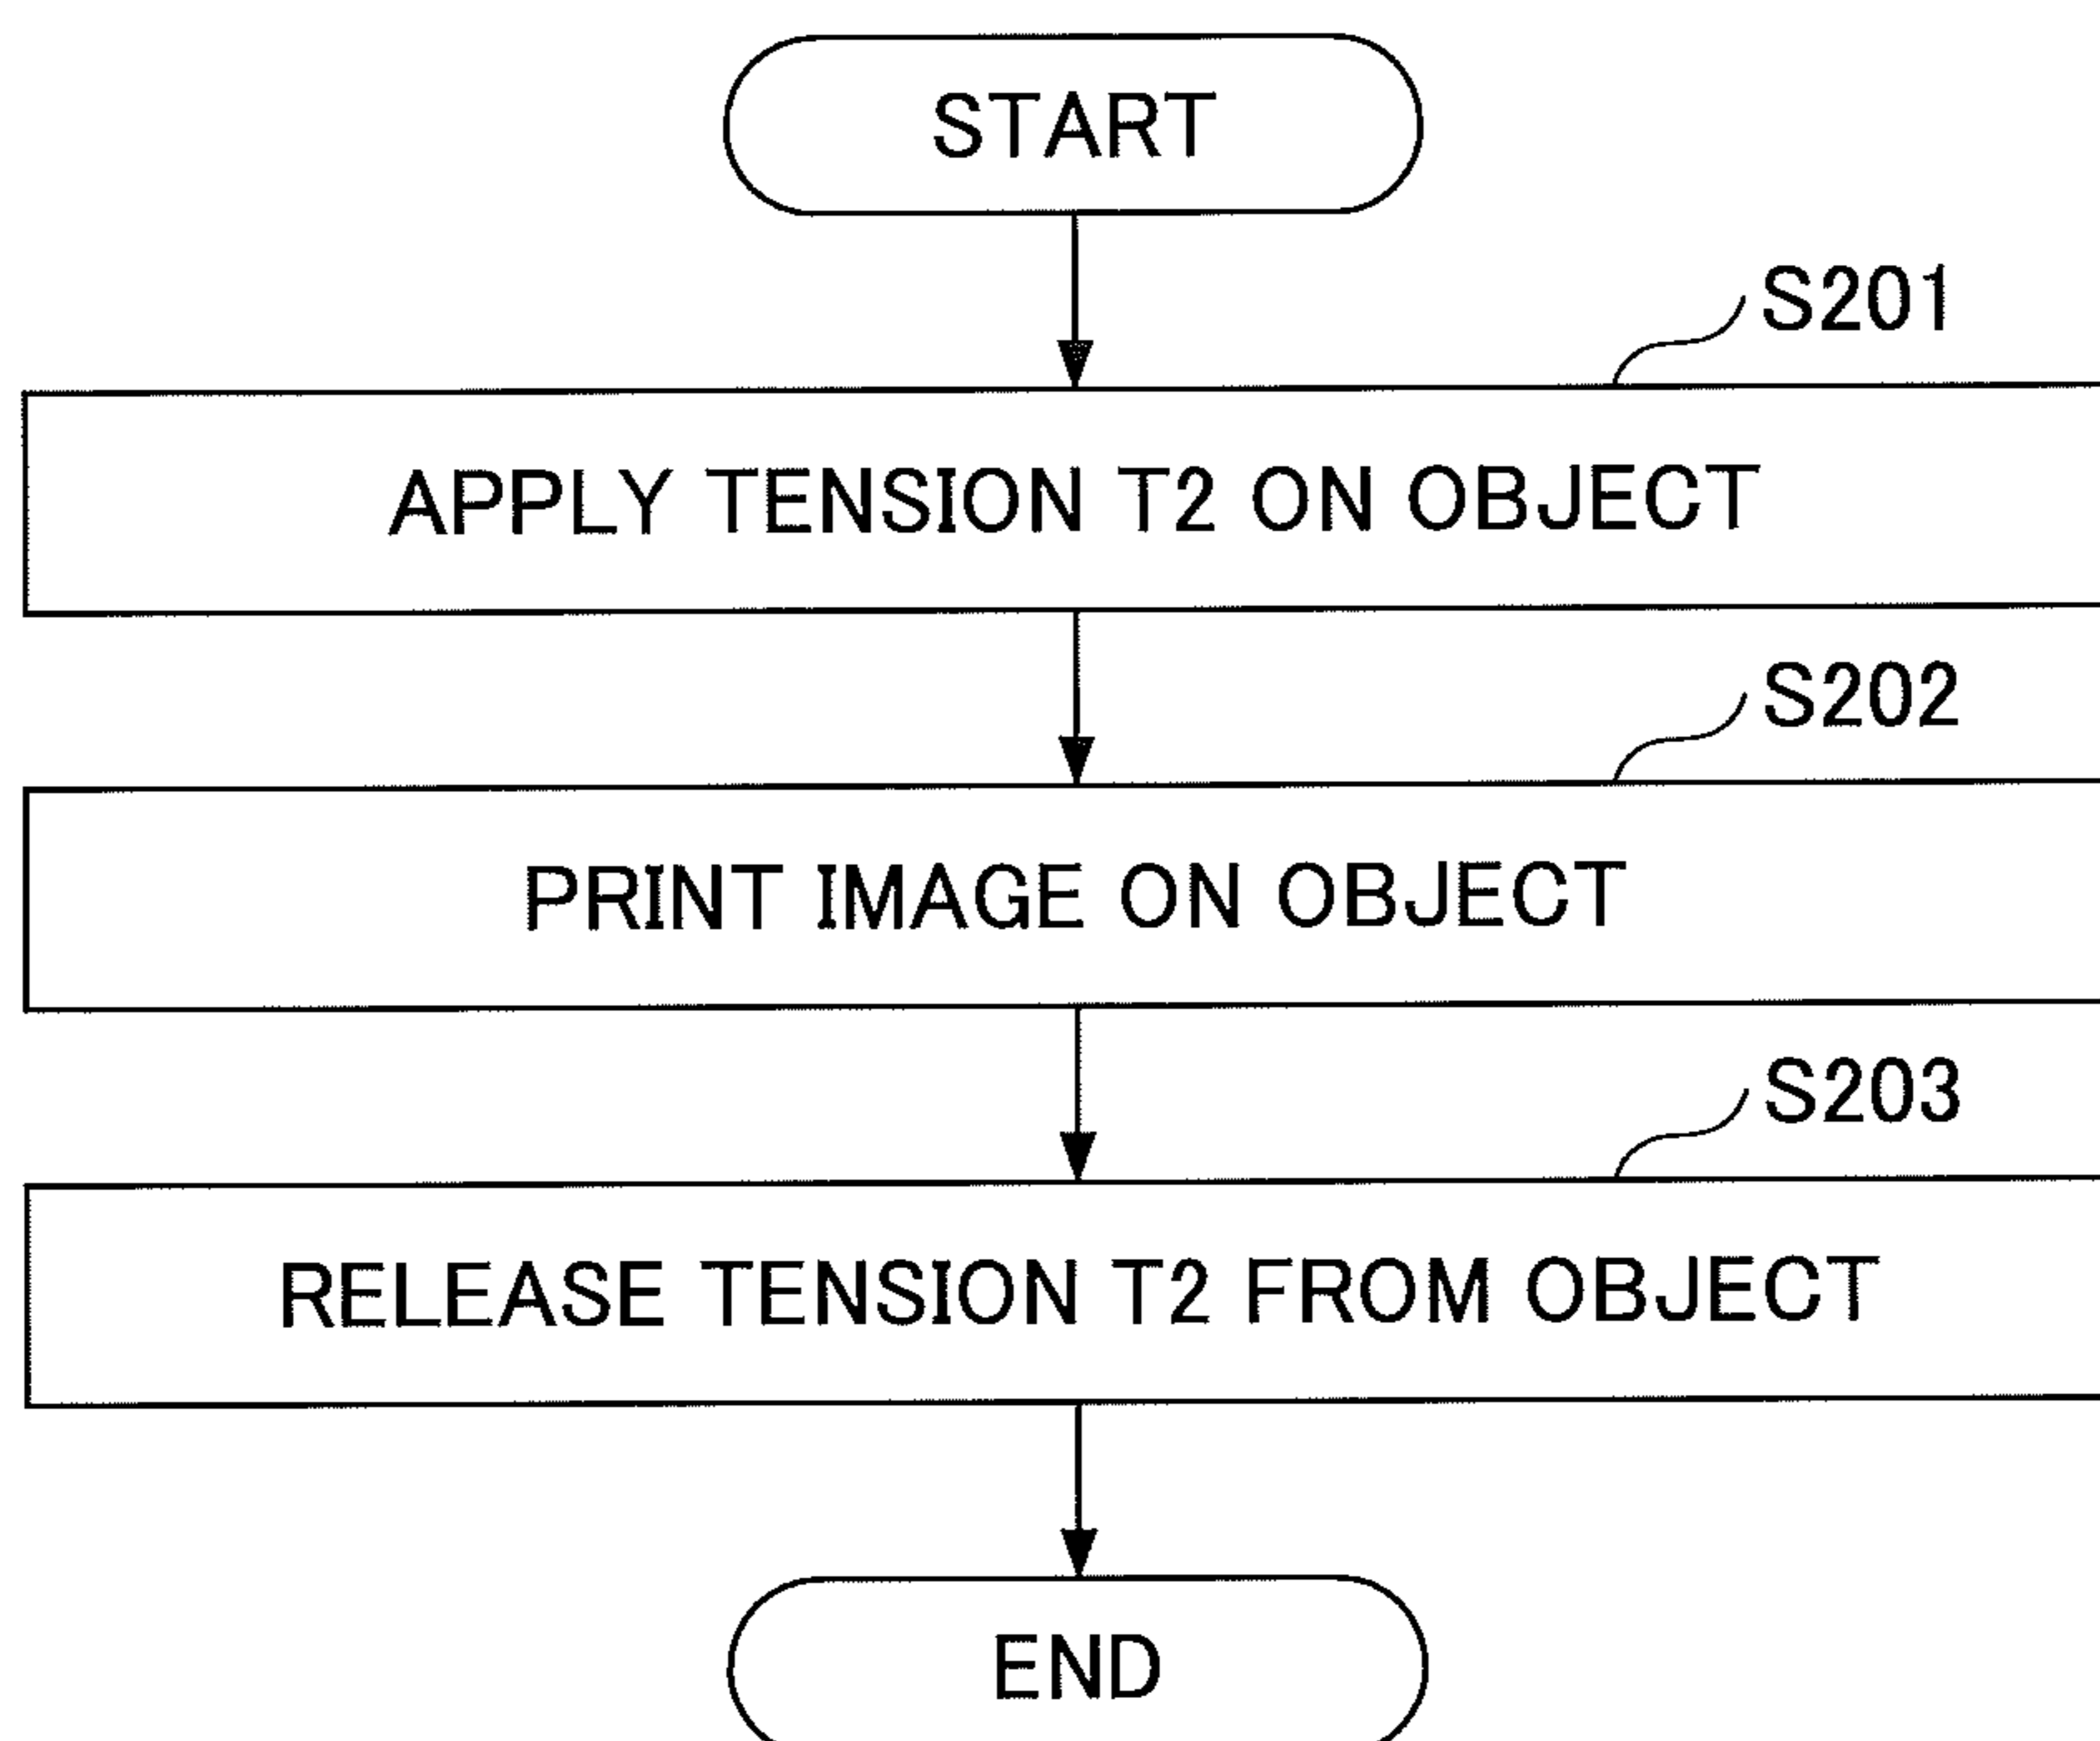 START
S201
APPLY TENSION T2 ON OBJECT
S202
PRINT IMAGE ON OBJECT
S203
RELEASE TENSION T2 FROM OBJECT
END